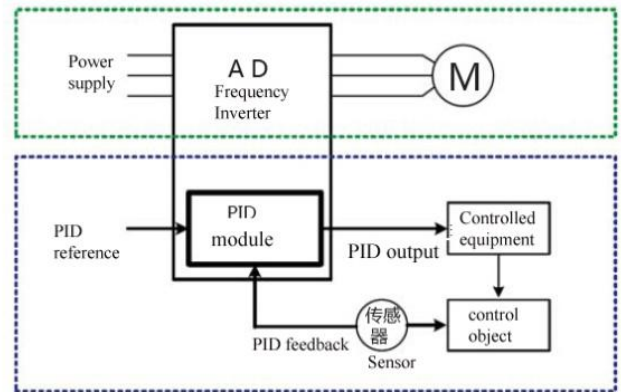 Power
supply
A D
Frequency
Inverter
M
PID
reference
PID
module
PID output
Controlled
equipment
PID feedback
传感
器
Sensor
control
object